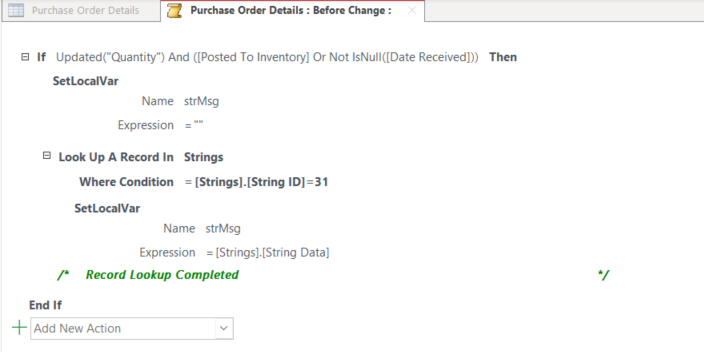 Purchase Order Details
Purchase Order Details : Before Change :
If Updated("Quantity") And ([Posted To Inventory] Or Not IsNull([Date Received])) Then
SetLocalVar
Name strMsg
Expression = ""
Look Up A Record In Strings
Where Condition = [Strings].[String ID]=31
SetLocalVar
Name strMsg
Expression = [Strings].[String Data]
/* Record Lookup Completed */
End If
Add New Action